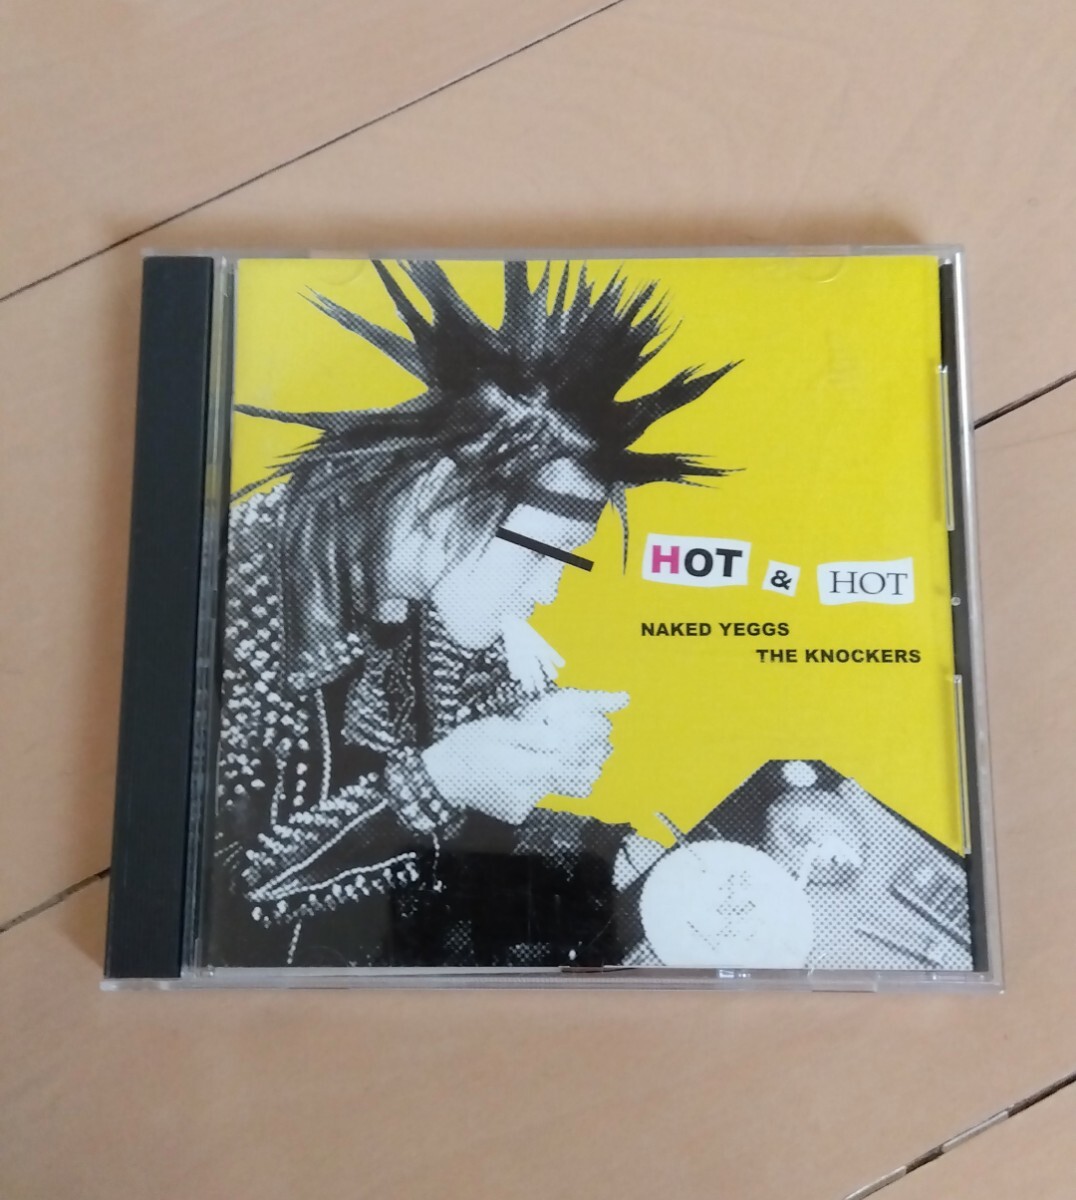 HOT & HOT
NAKED YEGGS
THE KNOCKERS